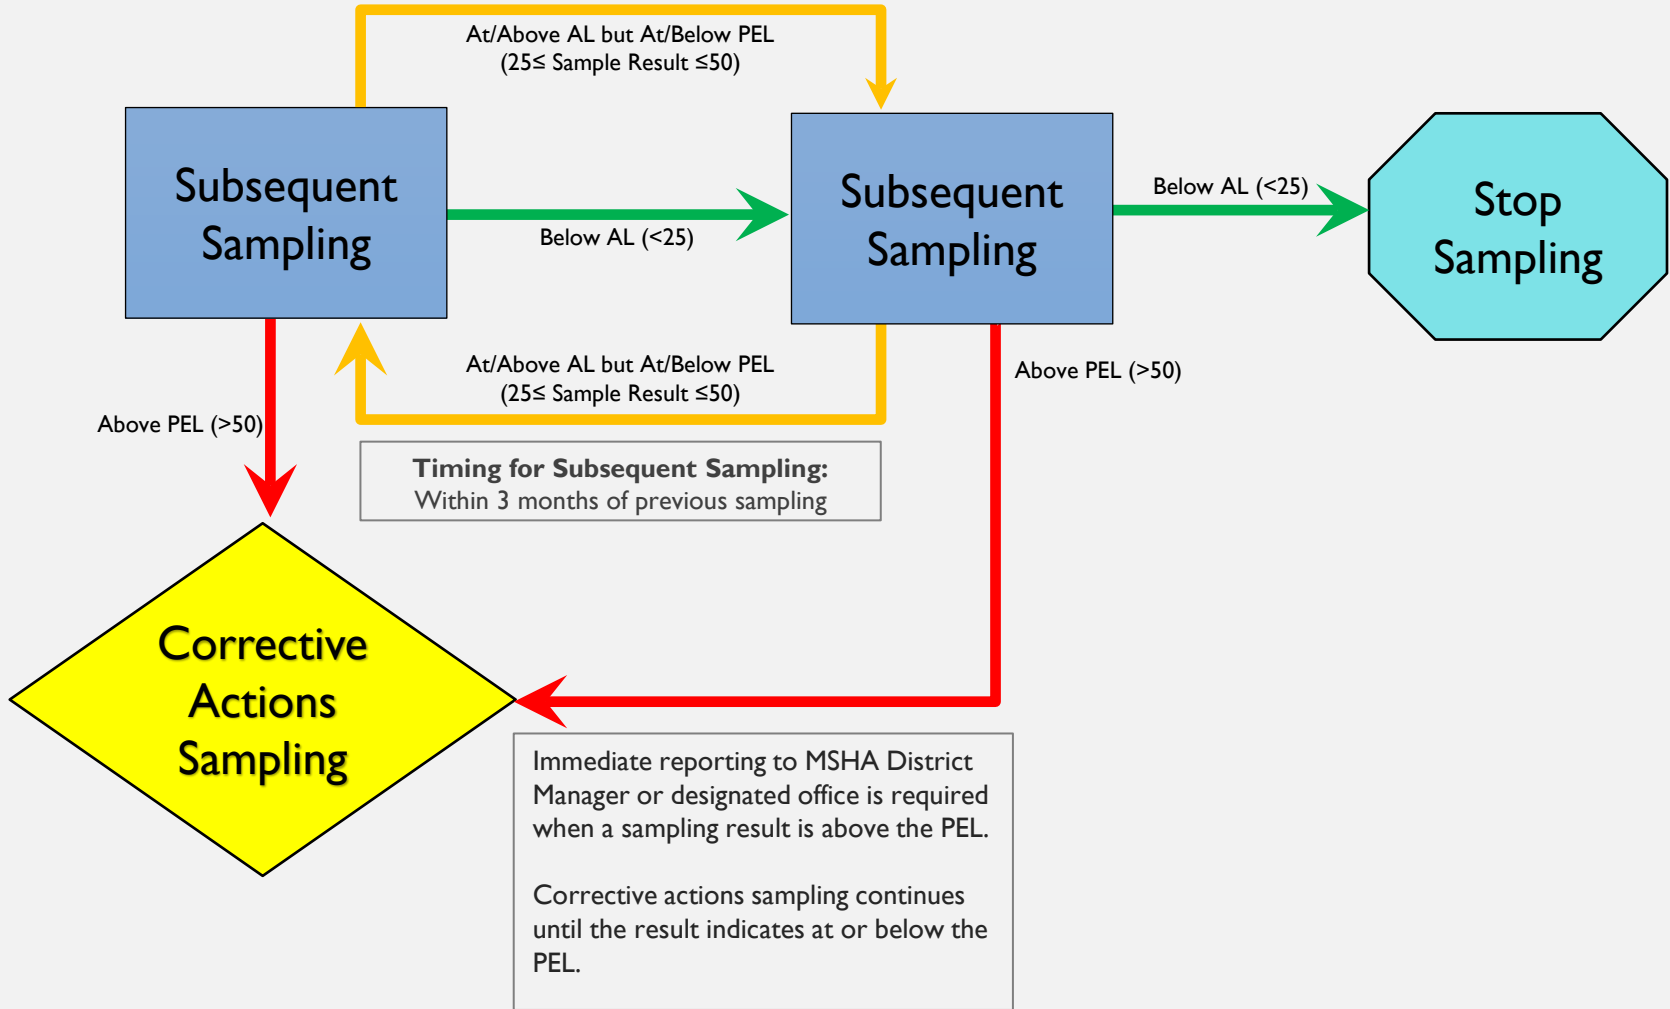 At/Above AL but At/Below PEL
(25≤ Sample Result ≤50)
Subsequent
Sampling
Below AL (<25)
Subsequent
Sampling
Below AL (<25)
Stop
Sampling
At/Above AL but At/Below PEL
(25≤ Sample Result ≤50)
Above PEL (>50)
Above PEL (>50)
Timing for Subsequent Sampling:
Within 3 months of previous sampling
Corrective
Actions
Sampling
Immediate reporting to MSHA District
Manager or designated office is required
when a sampling result is above the PEL.
Corrective actions sampling continues
until the result indicates at or below the
PEL.